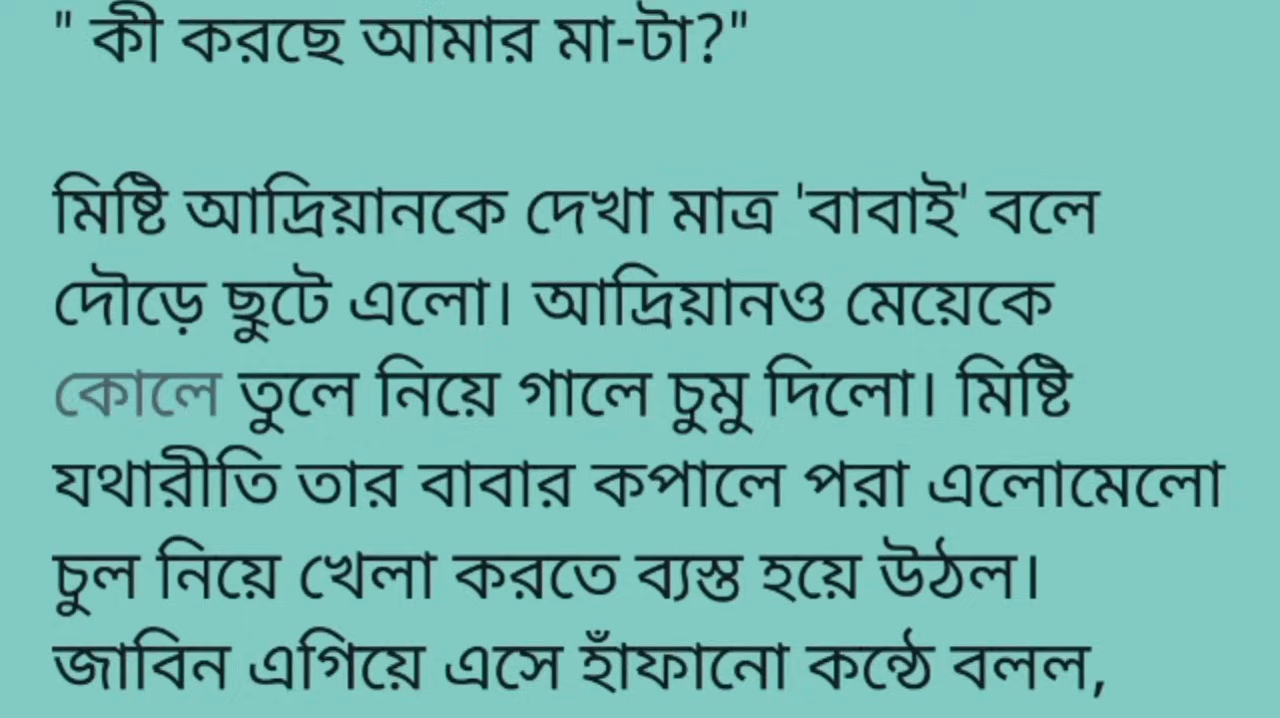 " কী করছে আমার মা-টা?"
মিষ্টি আদ্রিয়ানকে দেখা মাত্র 'বাবাই' বলে
দৌড়ে ছুটে এলো। আদ্রিয়ানও মেয়েকে
কোলে তুলে নিয়ে গালে চুমু দিলো। মিষ্টি
যথারীতি তার বাবার কপালে পরা এলোমেলো
চুল নিয়ে খেলা করতে ব্যস্ত হয়ে উঠল।
জাবিন এগিয়ে এসে হাঁফানো কন্ঠে বলল,